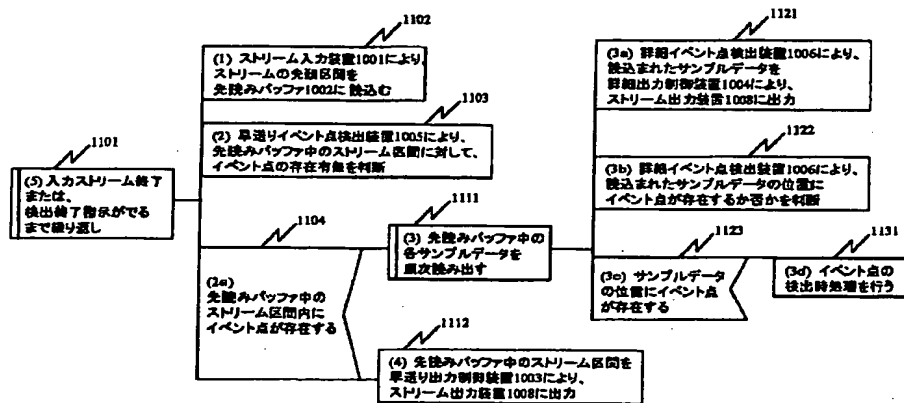 1101
(5) 入力ストリーム終了
または、
検出終了指示がでる
まで繰り返し
1102
(1) ストリーム入力装置1001により、
ストリームの先頭区間を
先読みバッファ1002に読込む
1103
(2) 早送りイベント点検出装置1005により、
先読みバッファ中のストリーム区間に対して、
イベント点の存在有無を判断
1104
(2a)
先読みバッファ中の
ストリーム区間内に
イベント点が存在する
1111
(3) 先読みバッファ中の
各サンプルデータを
順次読み出す
1112
(4) 先読みバッファ中のストリーム区間を
早送り出力制御装置1003により、
ストリーム出力装置1008に出力
1121
(3a) 詳細イベント点検出装置1006により、
読込まれたサンプルデータを
詳細出力制御装置1004により、
ストリーム出力装置1008に出力
1122
(3b) 詳細イベント点検出装置1006により、
読込まれたサンプルデータの位置に
イベント点が存在するか否かを判断
1123
(3c) サンプルデータ
の位置にイベント点
が存在する
1131
(3d) イベント点の
検出時処理を行う